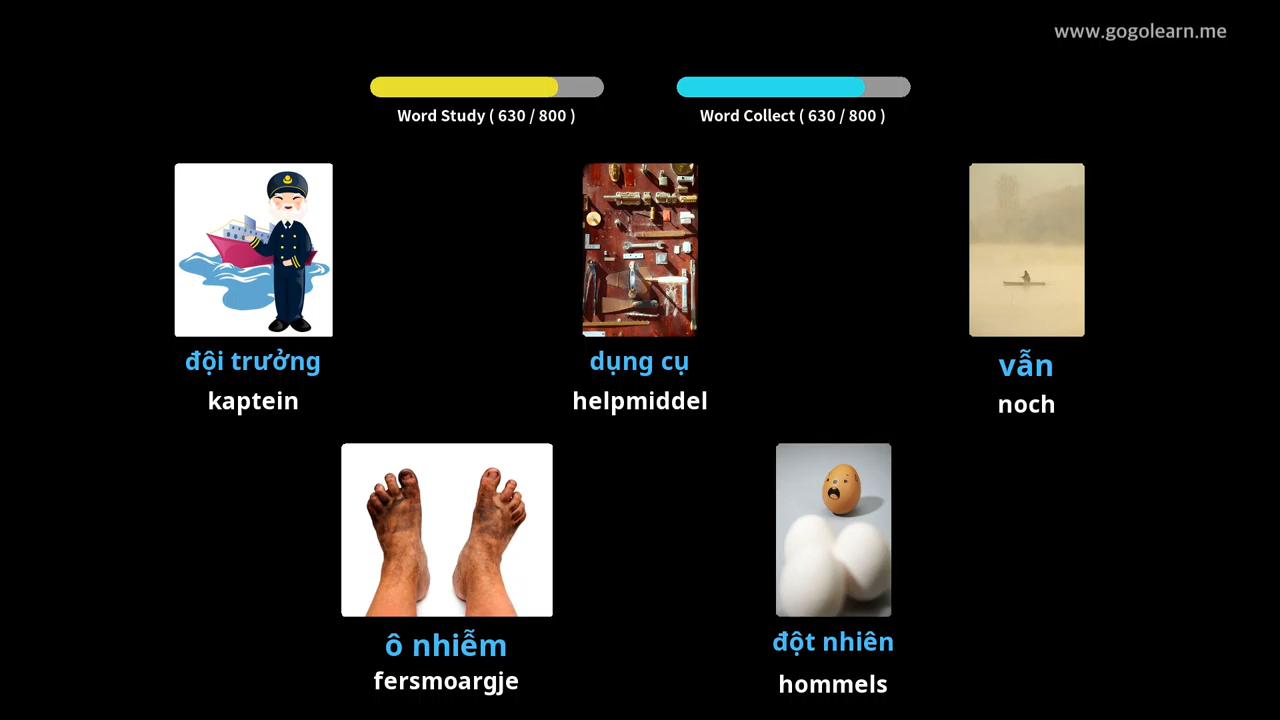 www.gogolearn.me
Word Study ( 630 / 800 )
Word Collect ( 630 / 800 )
đội trưởng
kaptein
dụng cụ
helpmiddel
vẫn
noch
ô nhiễm
fersmoargje
đột nhiên
hommels